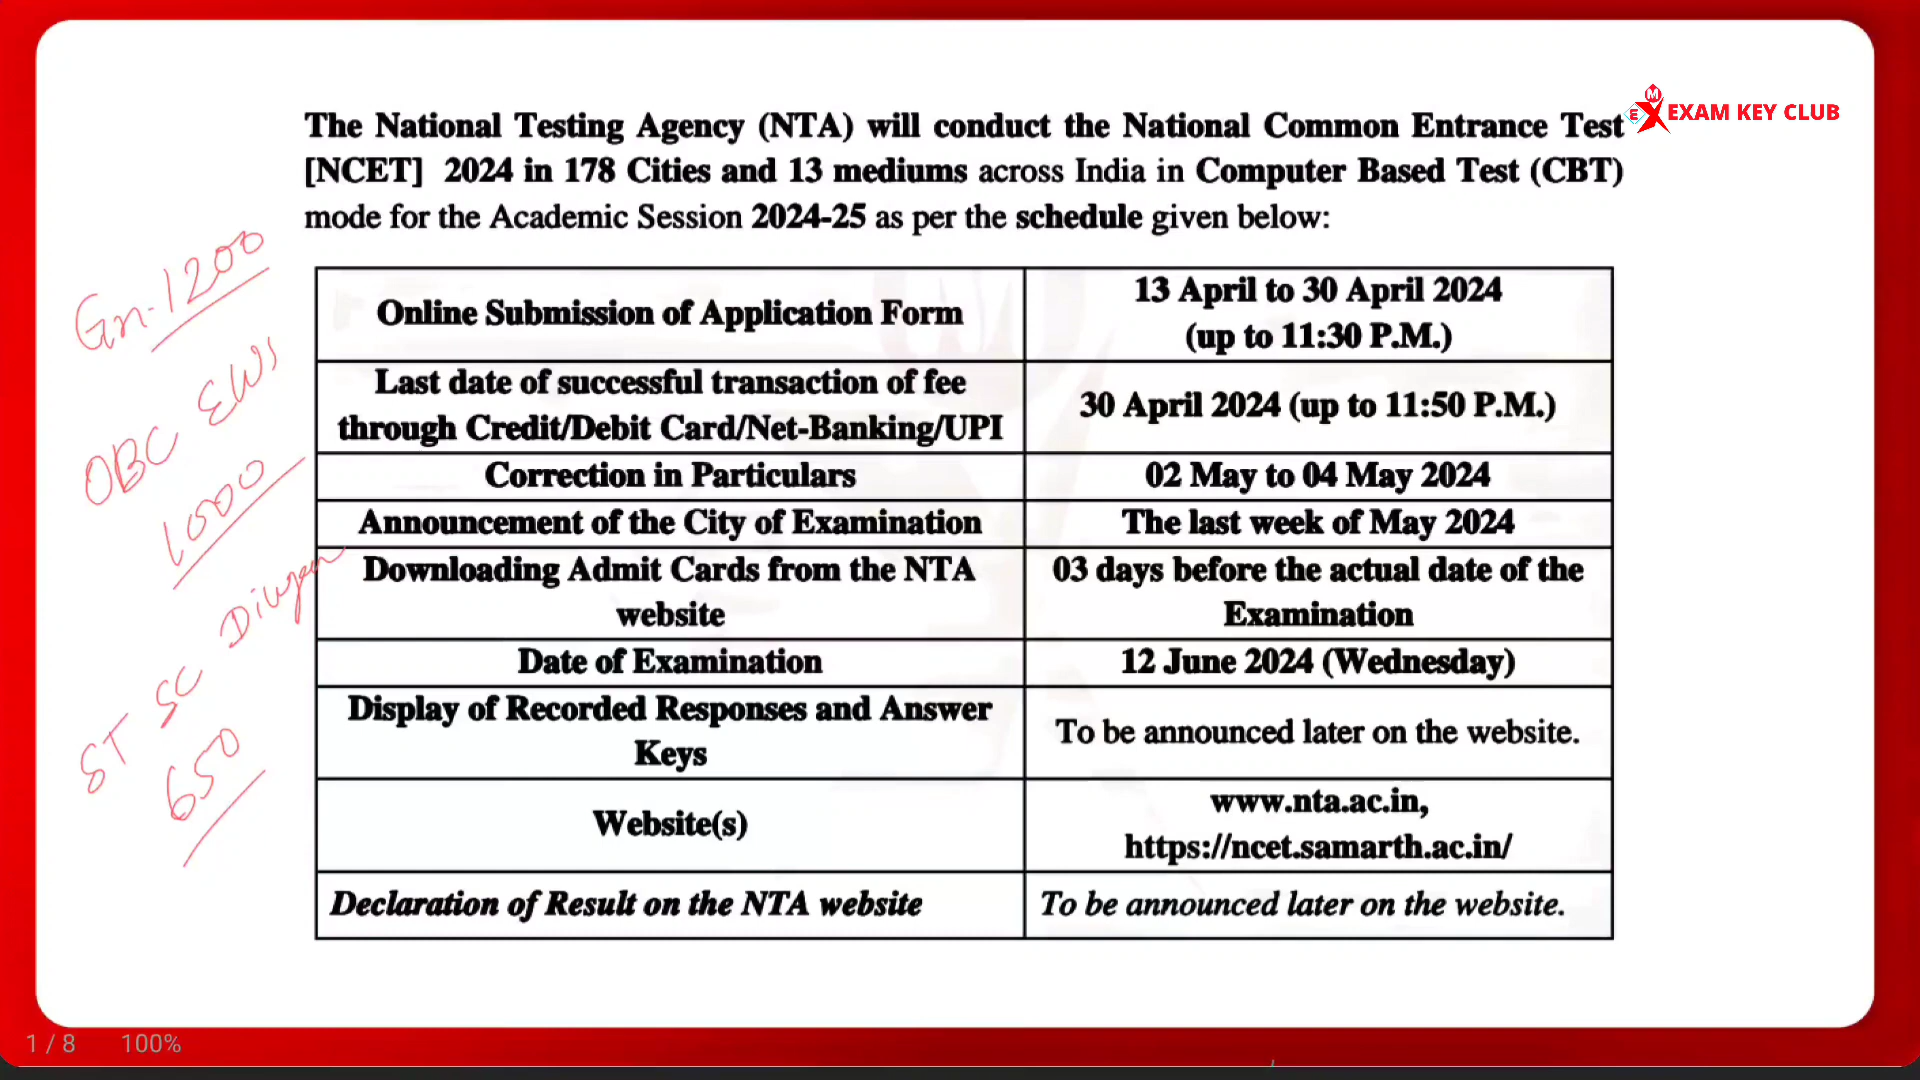 The National Testing Agency (NTA) will conduct the National Common Entrance Test
[NCET] 2024 in 178 Cities and 13 mediums across India in Computer Based Test (CBT)
mode for the Academic Session 2024-25 as per the schedule given below:
EXAM KEY CLUB
Gn. 1200
OBC EWS
1000
ST SC
650
Online Submission of Application Form
13 April to 30 April 2024
(up to 11:30 P.M.)
Last date of successful transaction of fee
through Credit/Debit Card/Net-Banking/UPI
30 April 2024 (up to 11:50 P.M.)
Correction in Particulars
02 May to 04 May 2024
Announcement of the City of Examination
The last week of May 2024
Downloading Admit Cards from the NTA
website
03 days before the actual date of the
Examination
Date of Examination
12 June 2024 (Wednesday)
Display of Recorded Responses and Answer
Keys
To be announced later on the website.
Website(s)
www.nta.ac.in,
https://ncet.samarth.ac.in/
Declaration of Result on the NTA website
To be announced later on the website.
1 / 8 100%